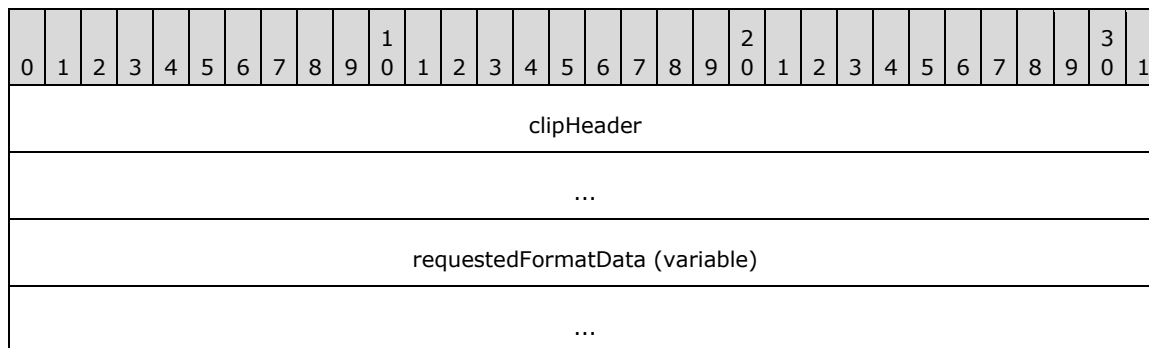 1 2 3
0 1 2 3 4 5 6 7 8 9 0 1 2 3 4 5 6 7 8 9 0 1 2 3 4 5 6 7 8 9 0 1
clipHeader
...
requestedFormatData (variable)
...